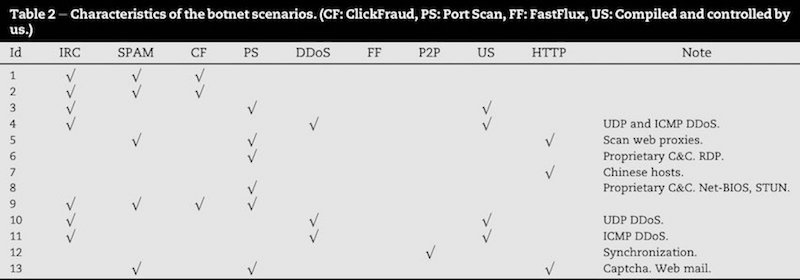 Table 2 – Characteristics of the botnet scenarios. (CF: ClickFraud, PS: Port Scan, FF: FastFlux, US: Compiled and controlled by
us.)
Id IRC SPAM CF PS DDoS FF P2P US HTTP Note
1 √ √ √
2 √ √ √
3 √ √ √
4 √ √ √ UDP and ICMP DDoS.
5 √ √ √ Scan web proxies.
6 √ Proprietary C&C. RDP.
7 √ Chinese hosts.
8 √ Proprietary C&C. Net-BIOS, STUN.
9 √ √ √ √
10 √ √ √ UDP DDoS.
11 √ √ √ ICMP DDoS.
12 √ Synchronization.
13 √ √ √ Captcha. Web mail.